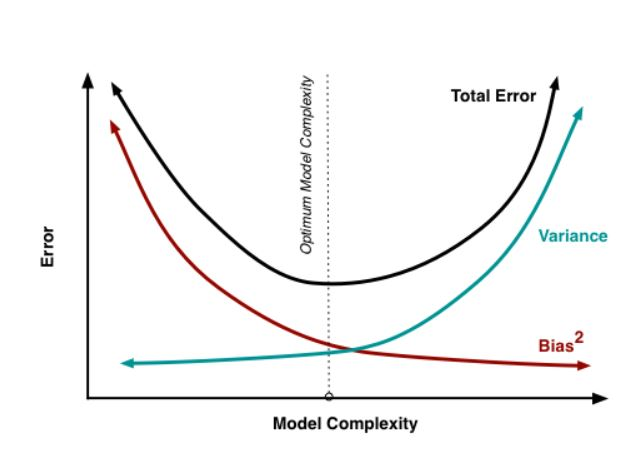 Optimum Model Complexity
Total Error
Error
Variance
Bias2
Model Complexity